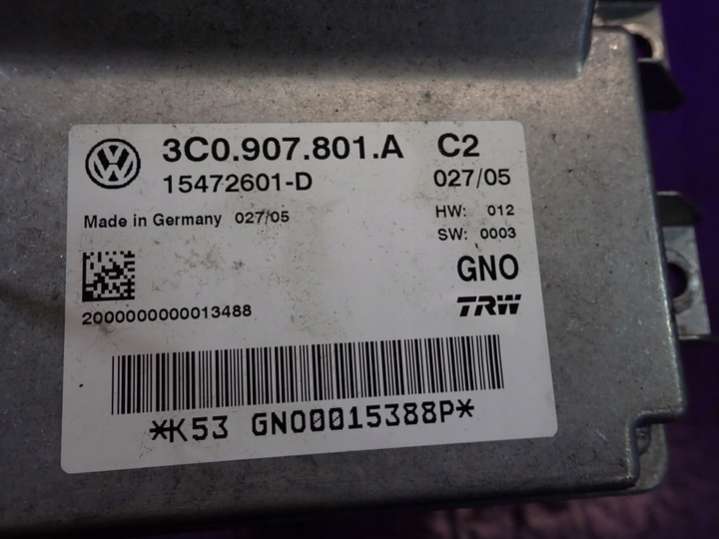 3C0.907.801.A C2
15472601-D 027/05
Made in Germany 027/05 HW: 012
SW: 0003
GNO
TRW
2000000000013488
*K53 GNO0015388P*